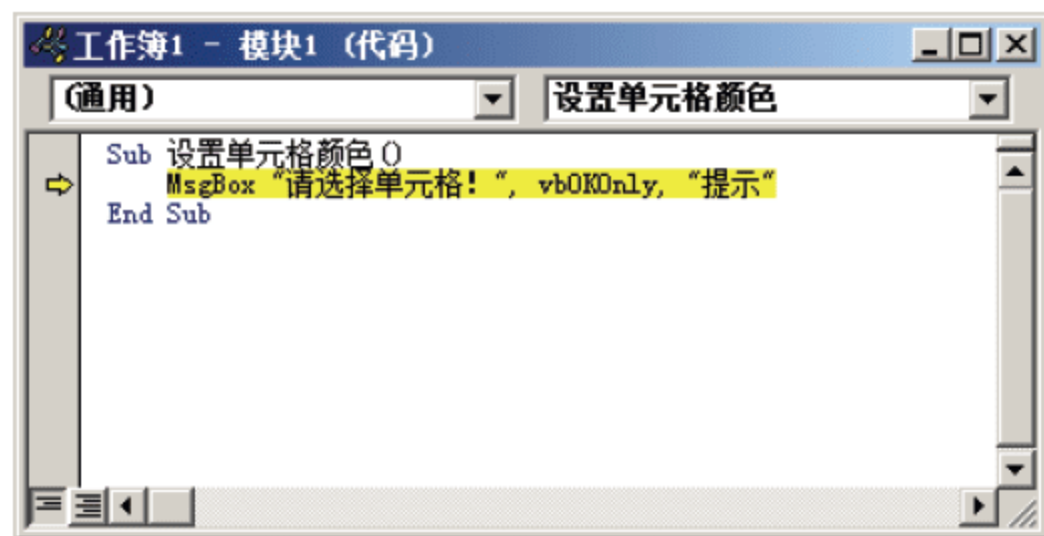 工作簿1 - 模块1 (代码)
(通用) 设置单元格颜色
Sub 设置单元格颜色()
MsgBox "请选择单元格！", vbOKOnly, "提示"
End Sub